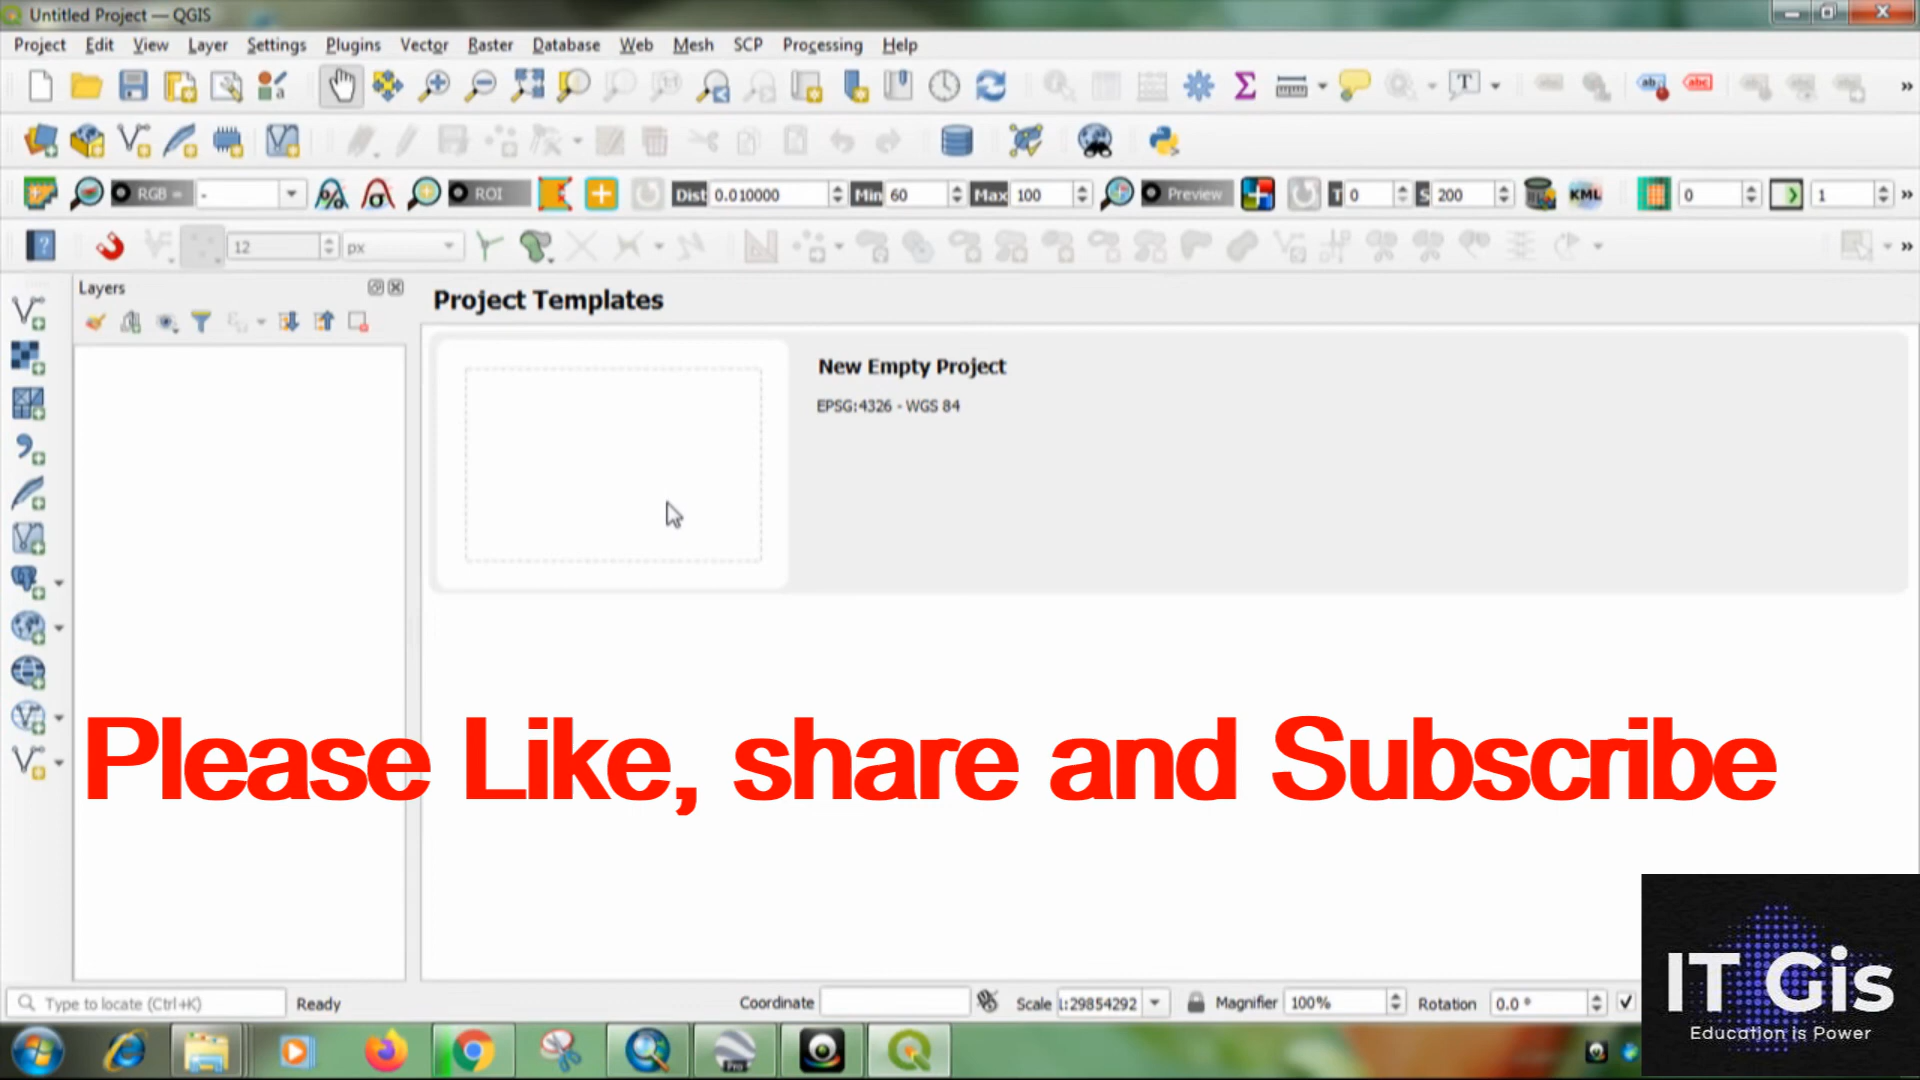 Untitled Project — QGIS
Project Edit View Layer Settings Plugins Vector Raster Database Web Mesh SCP Processing Help
T
abc abc
RGB = - ROI Dist 0.010000 Min 60 Max 100 Preview T 0 S 200 KML 0 1
12 px
Layers
Project Templates
New Empty Project
EPSG:4326 - WGS 84
Please Like, share and Subscribe
IT Gis
Education is Power
Type to locate (Ctrl+K) Ready Coordinate Scale 1:29854292 Magnifier 100% Rotation 0.0 °
Pro